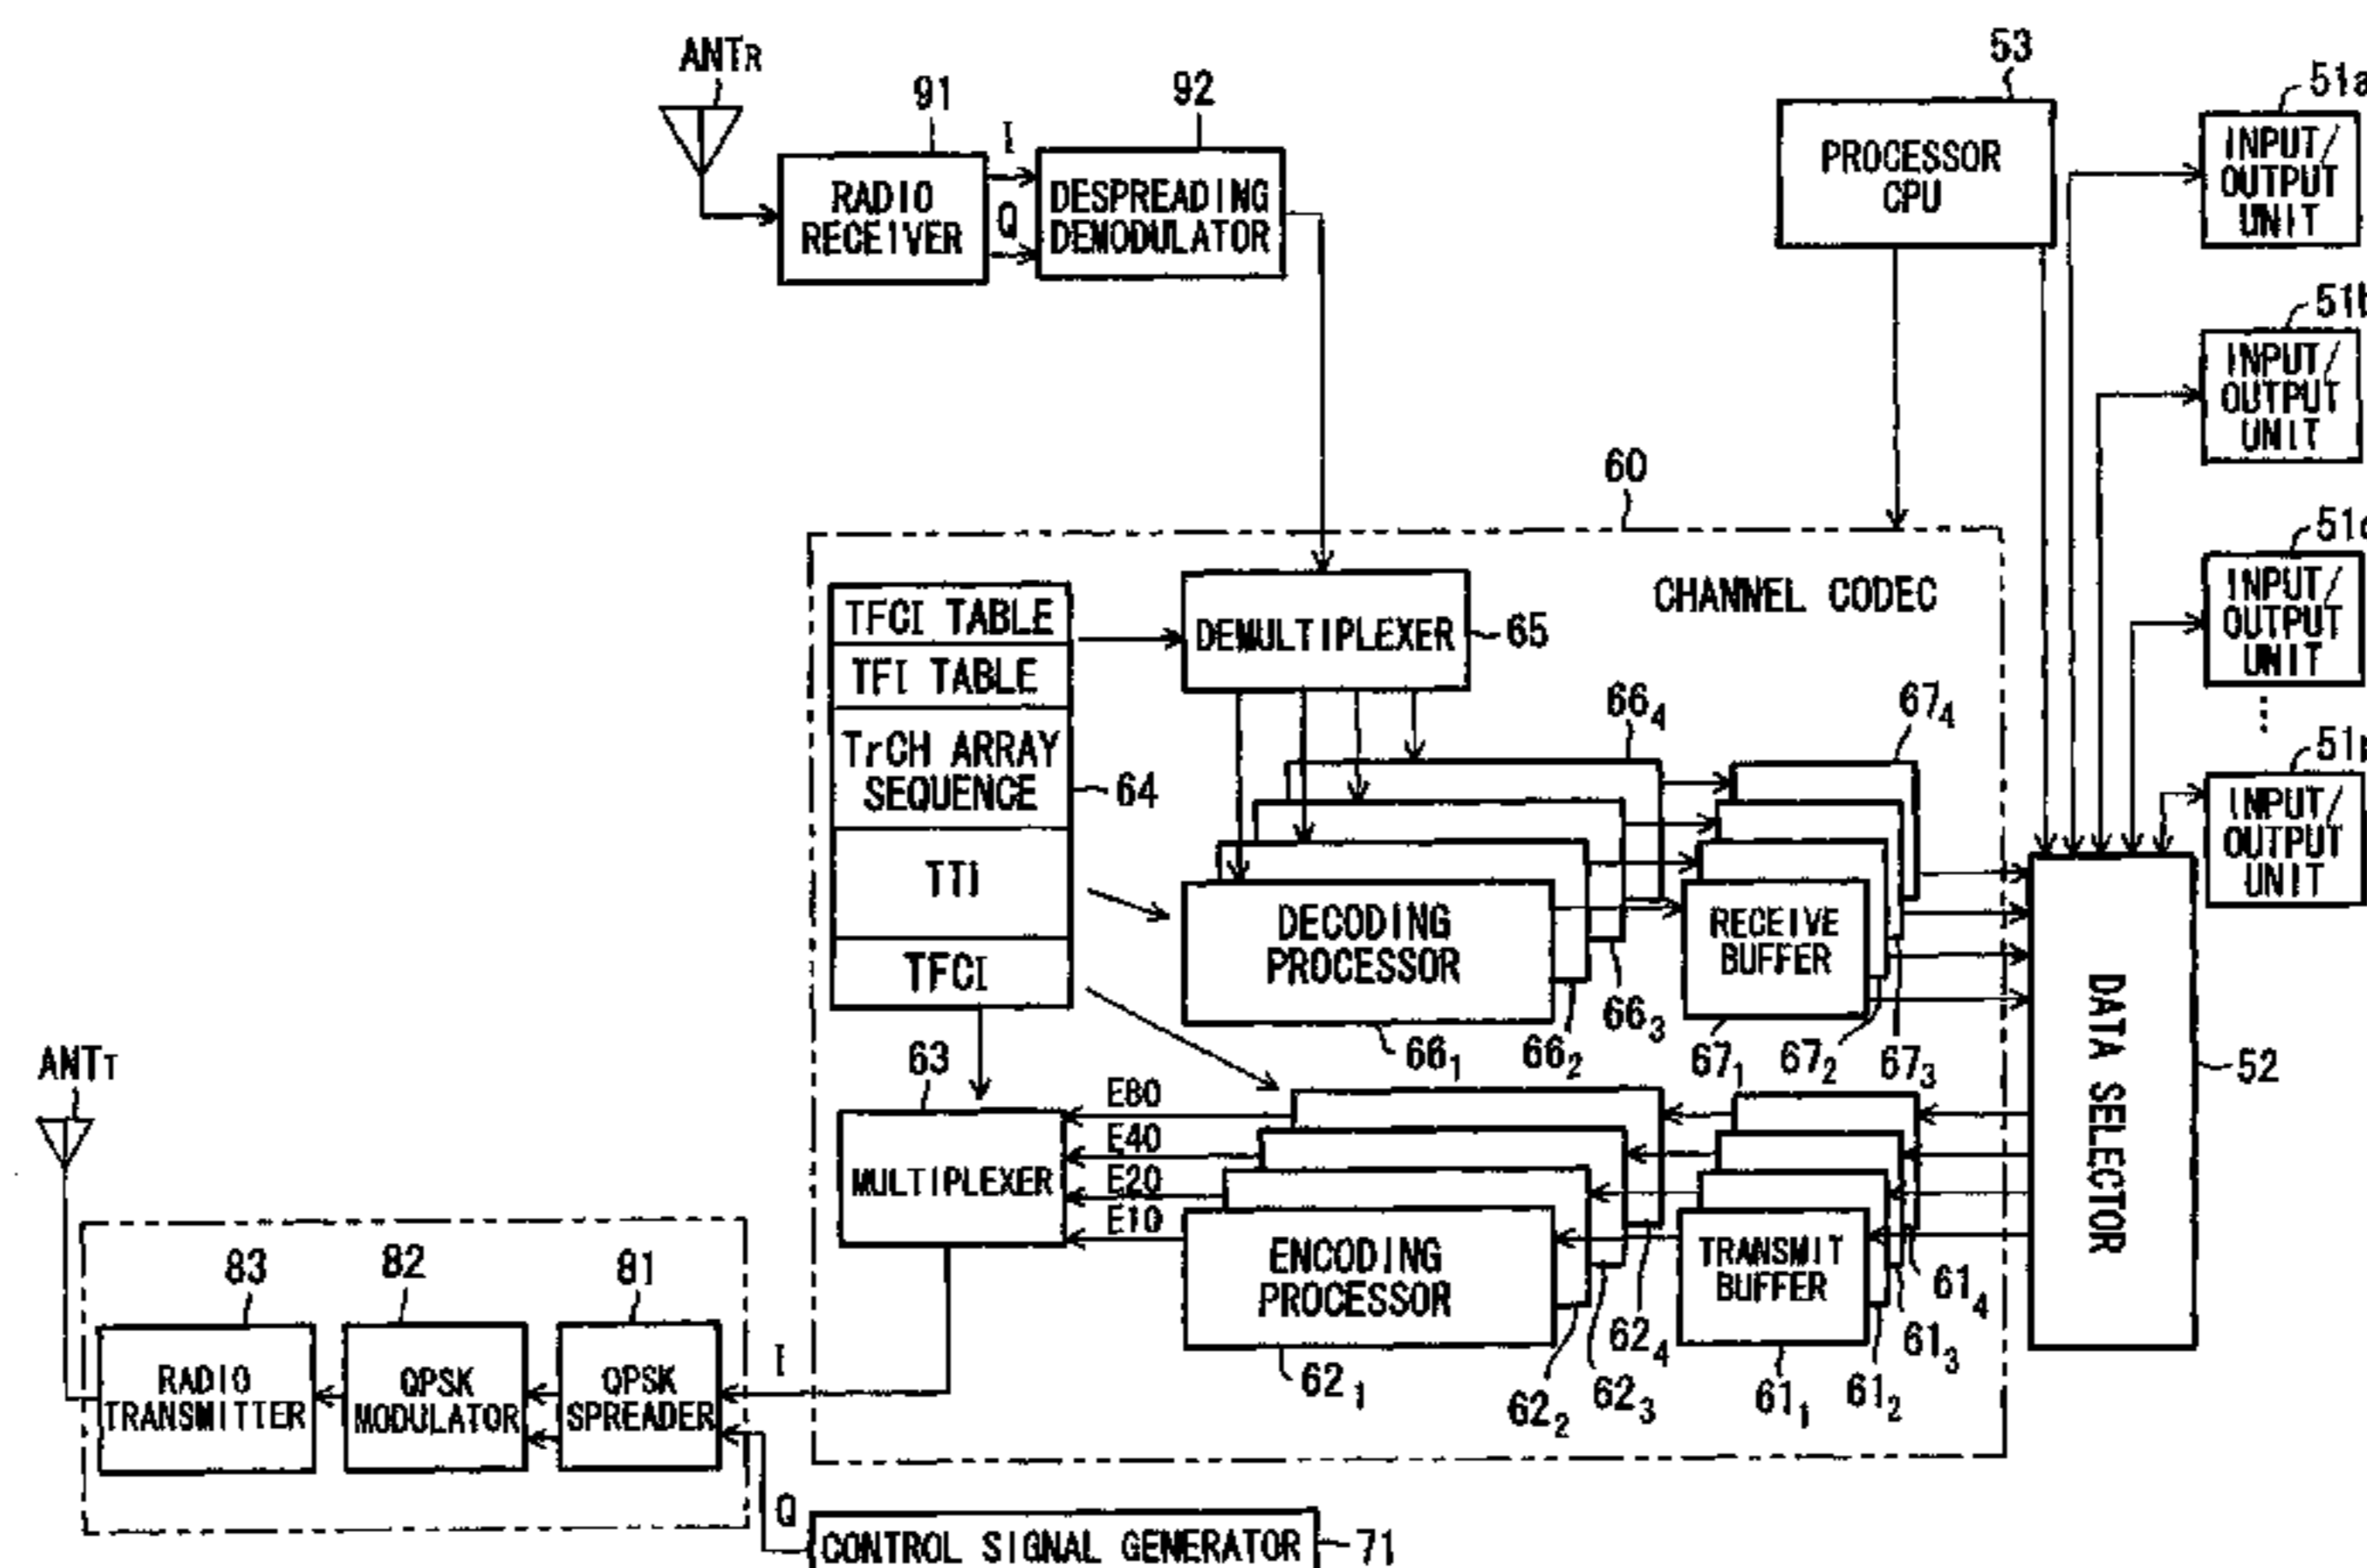 ANTR
91
I
Q
92
53
51a
RADIO
RECEIVER
DESPREADING
DEMODULATOR
PROCESSOR
CPU
INPUT/
OUTPUT
UNIT
INPUT/
OUTPUT
UNIT
60
CHANNEL CODEC
INPUT/
OUTPUT
UNIT
TFCI TABLE
TFI TABLE
TrCH ARRAY
SEQUENCE
TTI
TFCI
64
DEMULTIPLEXER
65
66₄
67₄
INPUT/
OUTPUT
UNIT
DECODING
PROCESSOR
RECEIVE
BUFFER
66₁
66₂
66₃
67₁
67₂
67₃
DATA SELECTOR
52
ANTT
63
MULTIPLEXER
E80
E40
E20
E10
ENCODING
PROCESSOR
TRANSMIT
BUFFER
62₁
62₂
62₃
62₄
61₁
61₂
61₃
61₄
83
82
81
RADIO
TRANSMITTER
QPSK
MODULATOR
QPSK
SPREADER
I
Q
CONTROL SIGNAL GENERATOR
71